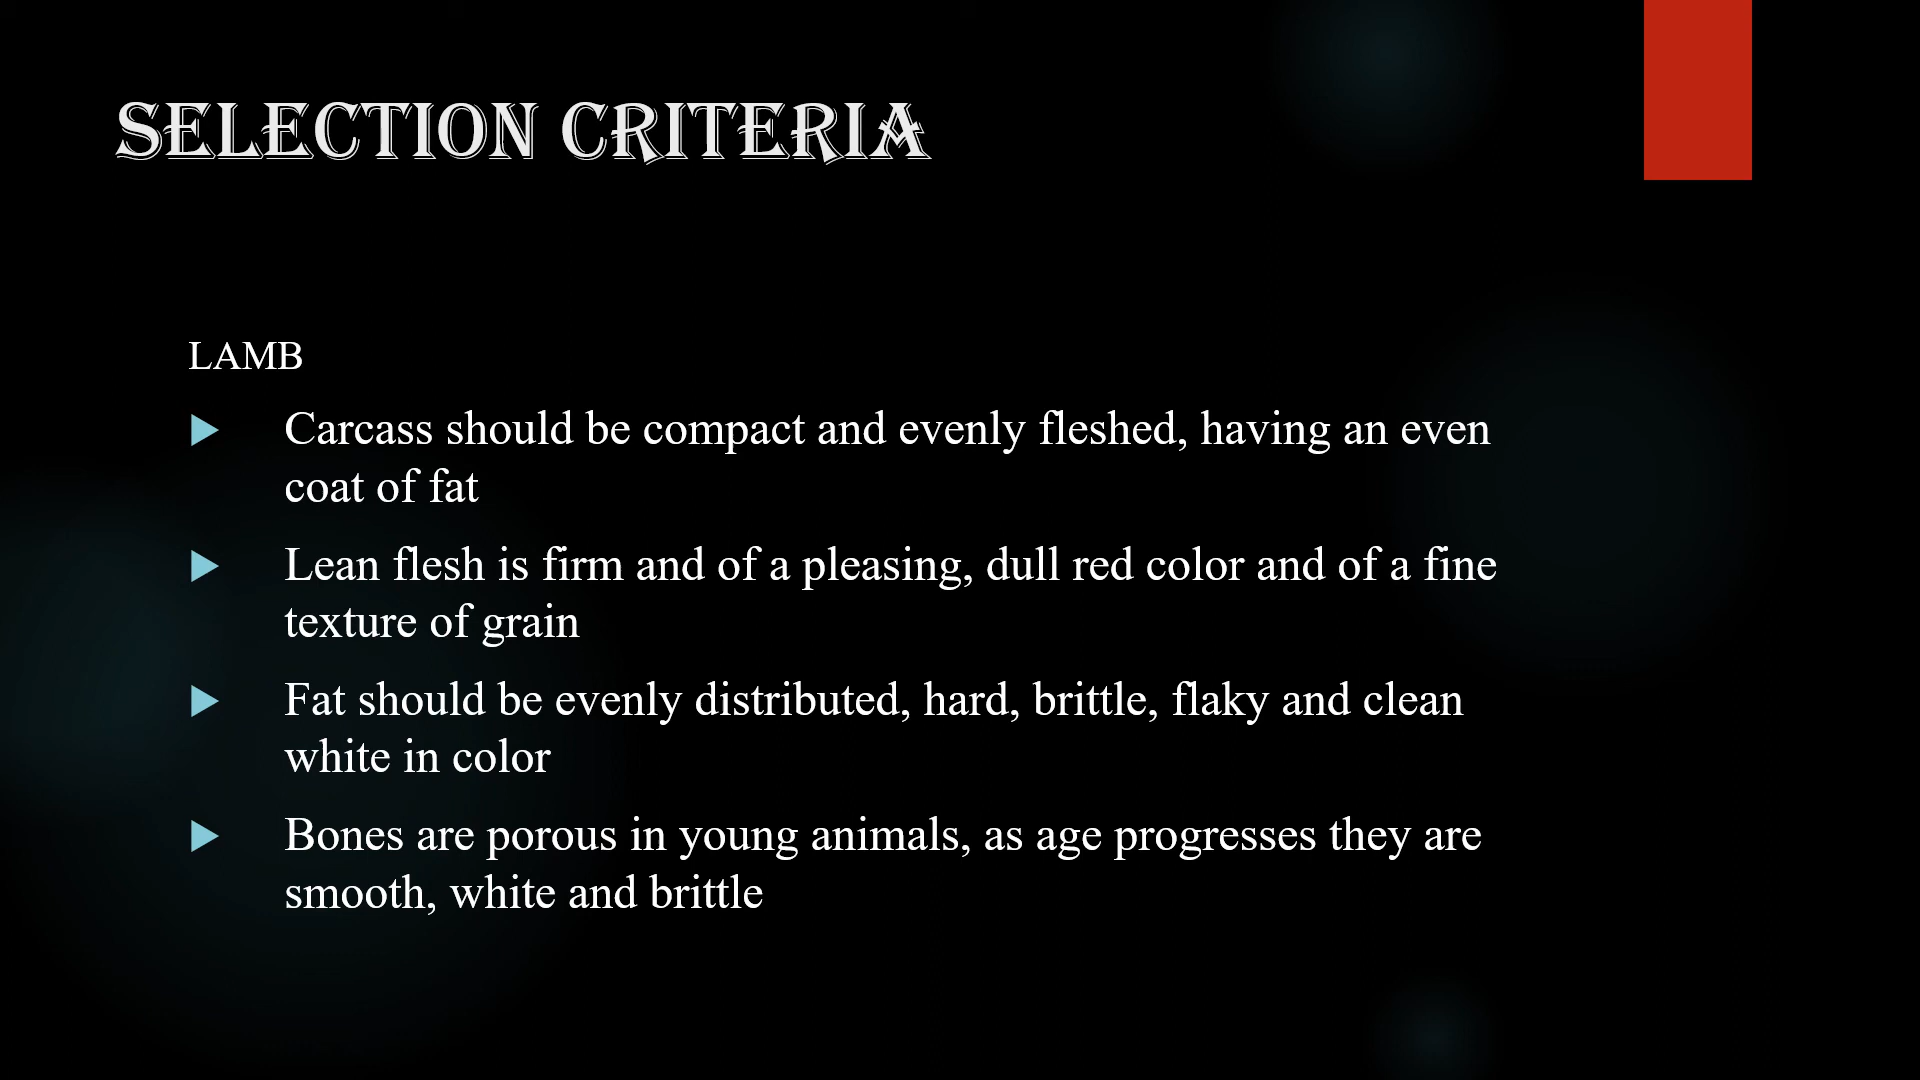 SELECTION CRITERIA
LAMB
Carcass should be compact and evenly fleshed, having an even
coat of fat
Lean flesh is firm and of a pleasing, dull red color and of a fine
texture of grain
Fat should be evenly distributed, hard, brittle, flaky and clean
white in color
Bones are porous in young animals, as age progresses they are
smooth, white and brittle